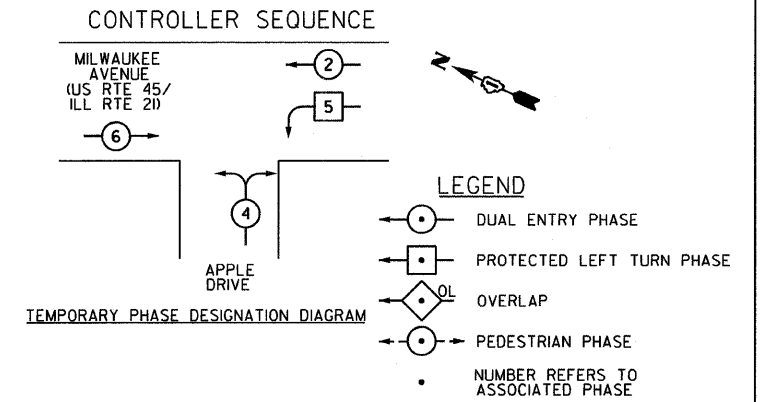 CONTROLLER SEQUENCE
MILWAUKEE
AVENUE
(US RTE 45/
ILL RTE 21)
2
5
6
4
N
APPLE
DRIVE
TEMPORARY PHASE DESIGNATION DIAGRAM
LEGEND
DUAL ENTRY PHASE
PROTECTED LEFT TURN PHASE
OL
OVERLAP
PEDESTRIAN PHASE
NUMBER REFERS TO
ASSOCIATED PHASE